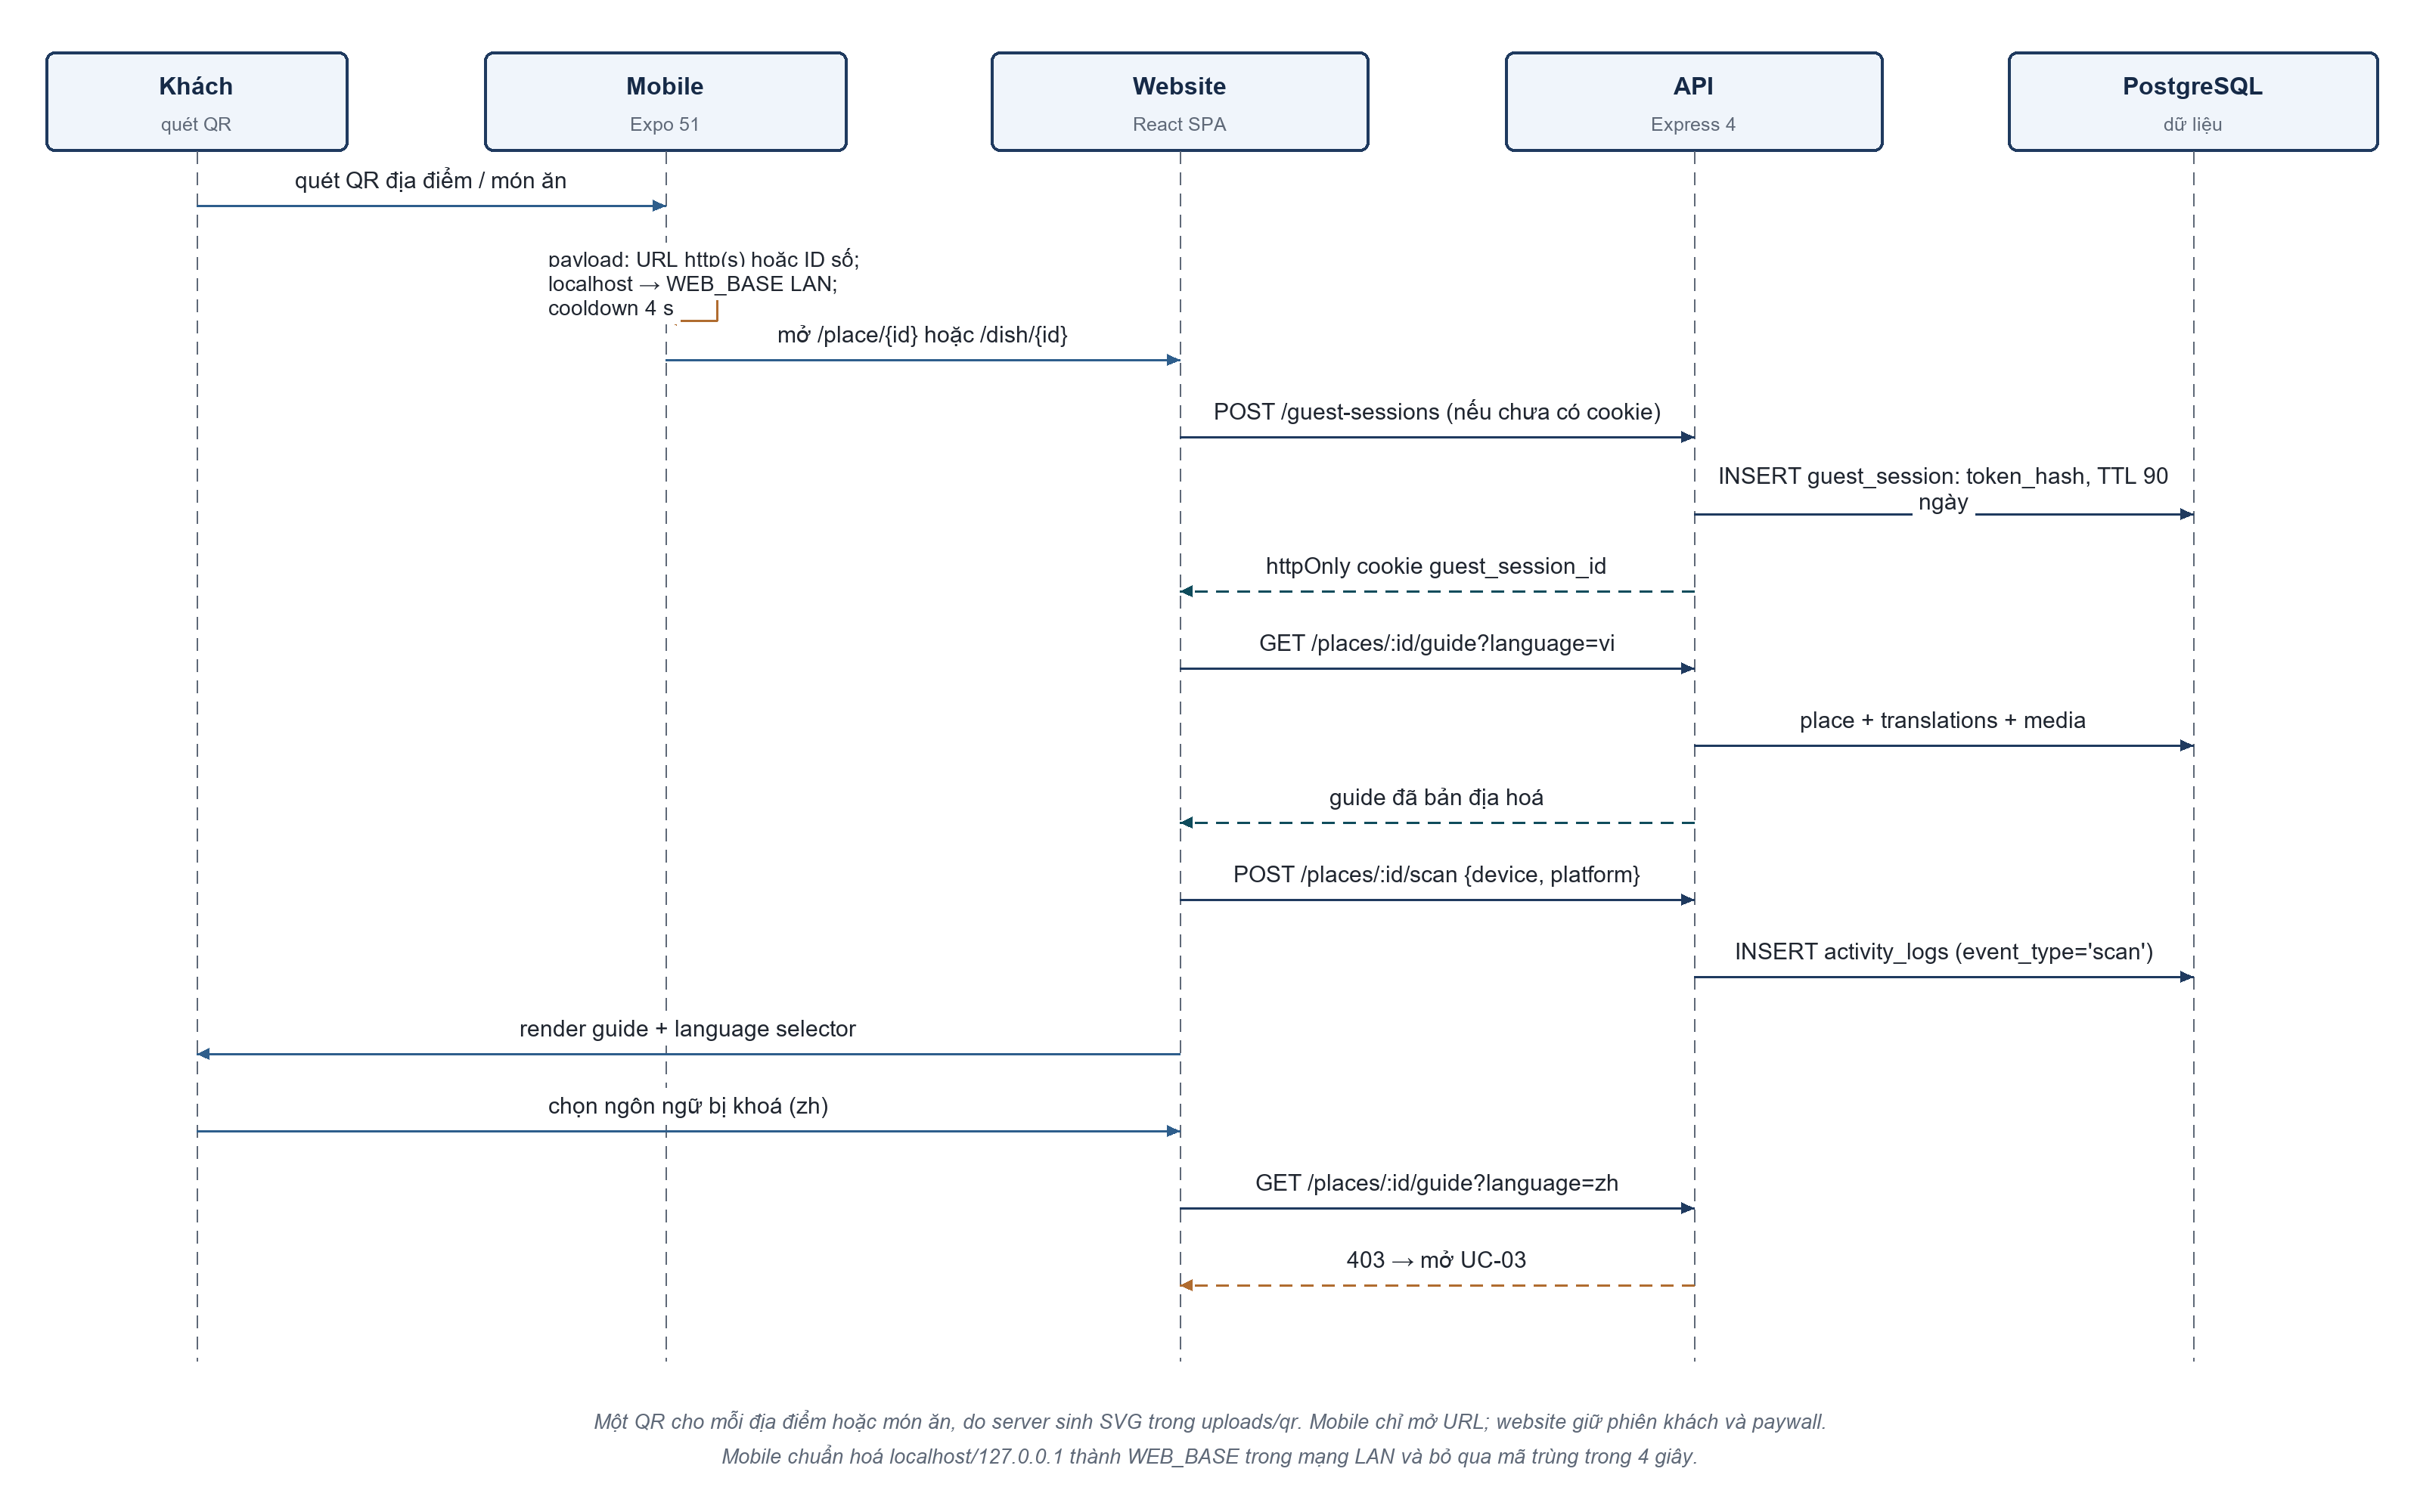 Khách
quét QR
Mobile
Expo 51
Website
React SPA
API
Express 4
PostgreSQL
dữ liệu
quét QR địa điểm / món ăn
payload: URL http(s) hoặc ID số;
localhost → WEB_BASE LAN;
cooldown 4 s
mở /place/{id} hoặc /dish/{id}
POST /guest-sessions (nếu chưa có cookie)
INSERT guest_session: token_hash, TTL 90
ngày
httpOnly cookie guest_session_id
GET /places/:id/guide?language=vi
place + translations + media
guide đã bản địa hoá
POST /places/:id/scan {device, platform}
INSERT activity_logs (event_type='scan')
render guide + language selector
chọn ngôn ngữ bị khoá (zh)
GET /places/:id/guide?language=zh
403 → mở UC-03
Một QR cho mỗi địa điểm hoặc món ăn, do server sinh SVG trong uploads/qr. Mobile chỉ mở URL; website giữ phiên khách và paywall.
Mobile chuẩn hoá localhost/127.0.0.1 thành WEB_BASE trong mạng LAN và bỏ qua mã trùng trong 4 giây.